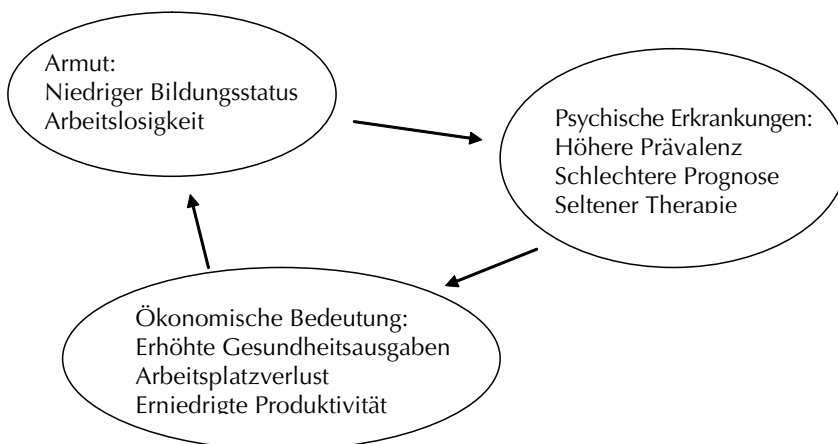 Armut:
Niedriger Bildungsstatus
Arbeitslosigkeit
Psychische Erkrankungen:
Höhere Prävalenz
Schlechtere Prognose
Seltener Therapie
Ökonomische Bedeutung:
Erhöhte Gesundheitsausgaben
Arbeitsplatzverlust
Erniedrigte Produktivität